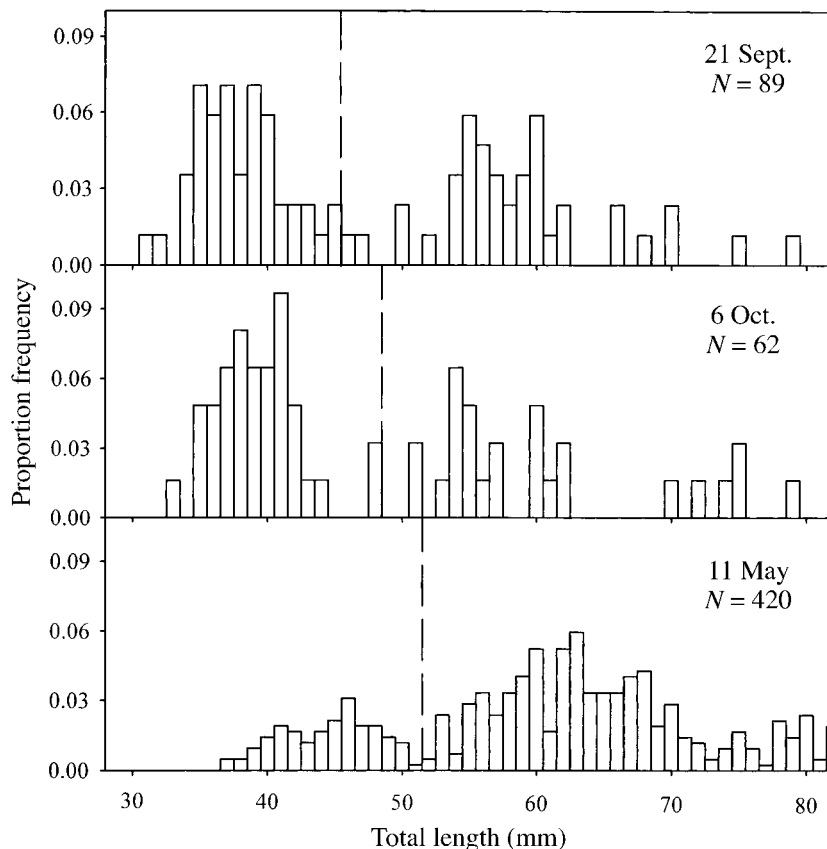 0.09
0.06
0.03
0.00
21 Sept.
N = 89
0.09
0.06
0.03
0.00
6 Oct.
N = 62
0.09
0.06
0.03
0.00
11 May
N = 420
Proportion frequency
30 40 50 60 70 80
Total length (mm)